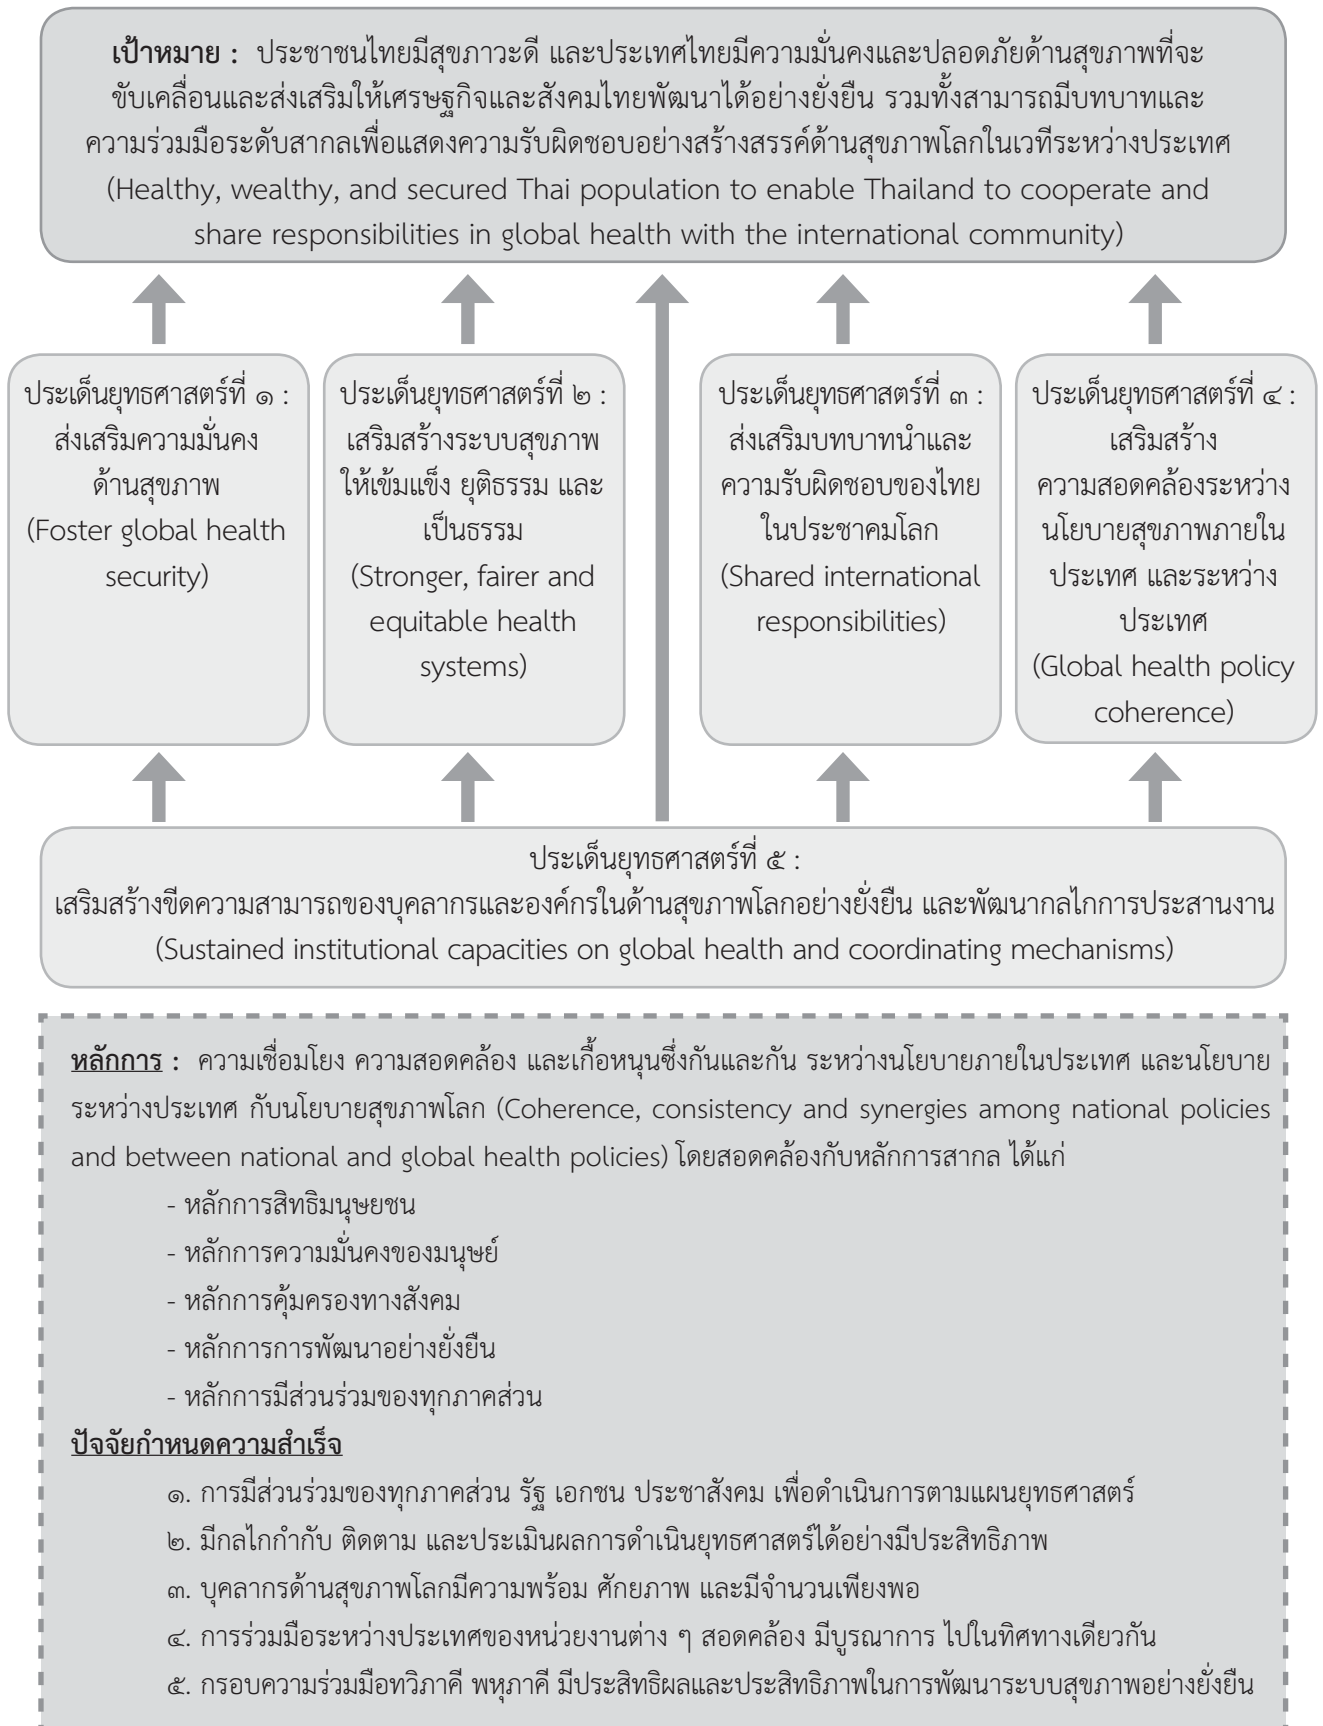 เป้าหมาย : ประชาชนไทยมีสุขภาวะดี และประเทศไทยมีความมั่นคงและปลอดภัยด้านสุขภาพที่จะ
ขับเคลื่อนและส่งเสริมให้เศรษฐกิจและสังคมไทยพัฒนาได้อย่างยั่งยืน รวมทั้งสามารถมีบทบาทและ
ความร่วมมือระดับสากลเพื่อแสดงความรับผิดชอบอย่างสร้างสรรค์ด้านสุขภาพโลกในเวทีระหว่างประเทศ
(Healthy, wealthy, and secured Thai population to enable Thailand to cooperate and
share responsibilities in global health with the international community)
ประเด็นยุทธศาสตร์ที่ ๑ :
ส่งเสริมความมั่นคง
ด้านสุขภาพ
(Foster global health
security)
ประเด็นยุทธศาสตร์ที่ ๒ :
เสริมสร้างระบบสุขภาพ
ให้เข้มแข็ง ยุติธรรม และ
เป็นธรรม
(Stronger, fairer and
equitable health
systems)
ประเด็นยุทธศาสตร์ที่ ๓ :
ส่งเสริมบทบาทนำและ
ความรับผิดชอบของไทย
ในประชาคมโลก
(Shared international
responsibilities)
ประเด็นยุทธศาสตร์ที่ ๔ :
เสริมสร้าง
ความสอดคล้องระหว่าง
นโยบายสุขภาพภายใน
ประเทศ และระหว่าง
ประเทศ
(Global health policy
coherence)
ประเด็นยุทธศาสตร์ที่ ๕ :
เสริมสร้างขีดความสามารถของบุคลากรและองค์กรในด้านสุขภาพโลกอย่างยั่งยืน และพัฒนากลไกการประสานงาน
(Sustained institutional capacities on global health and coordinating mechanisms)
หลักการ : ความเชื่อมโยง ความสอดคล้อง และเกื้อหนุนซึ่งกันและกัน ระหว่างนโยบายภายในประเทศ และนโยบาย
ระหว่างประเทศ กับนโยบายสุขภาพโลก (Coherence, consistency and synergies among national policies
and between national and global health policies) โดยสอดคล้องกับหลักการสากล ได้แก่
- หลักการสิทธิมนุษยชน
- หลักการความมั่นคงของมนุษย์
- หลักการคุ้มครองทางสังคม
- หลักการการพัฒนาอย่างยั่งยืน
- หลักการมีส่วนร่วมของทุกภาคส่วน
ปัจจัยกำหนดความสำเร็จ
๑. การมีส่วนร่วมของทุกภาคส่วน รัฐ เอกชน ประชาสังคม เพื่อดำเนินการตามแผนยุทธศาสตร์
๒. มีกลไกกำกับ ติดตาม และประเมินผลการดำเนินยุทธศาสตร์ได้อย่างมีประสิทธิภาพ
๓. บุคลากรด้านสุขภาพโลกมีความพร้อม ศักยภาพ และมีจำนวนเพียงพอ
๔. การร่วมมือระหว่างประเทศของหน่วยงานต่าง ๆ สอดคล้อง มีบูรณาการ ไปในทิศทางเดียวกัน
๕. กรอบความร่วมมือทวิภาคี พหุภาคี มีประสิทธิผลและประสิทธิภาพในการพัฒนาระบบสุขภาพอย่างยั่งยืน